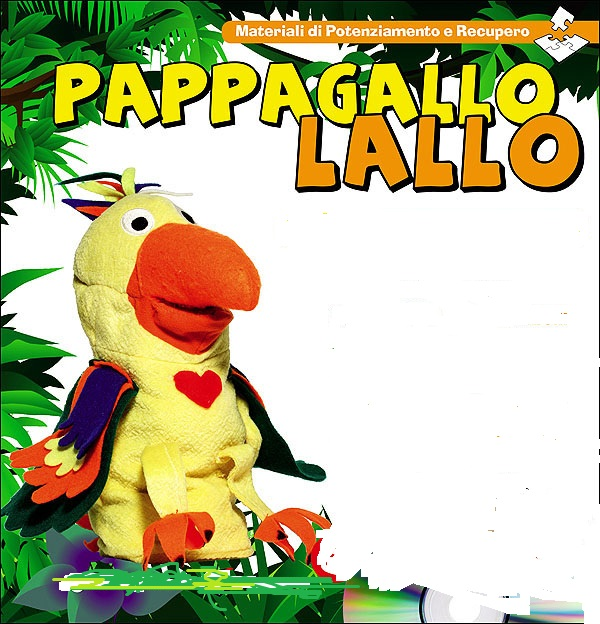 Materiali di Potenziamento e Recupero
PAPPAGALLO
LALLO